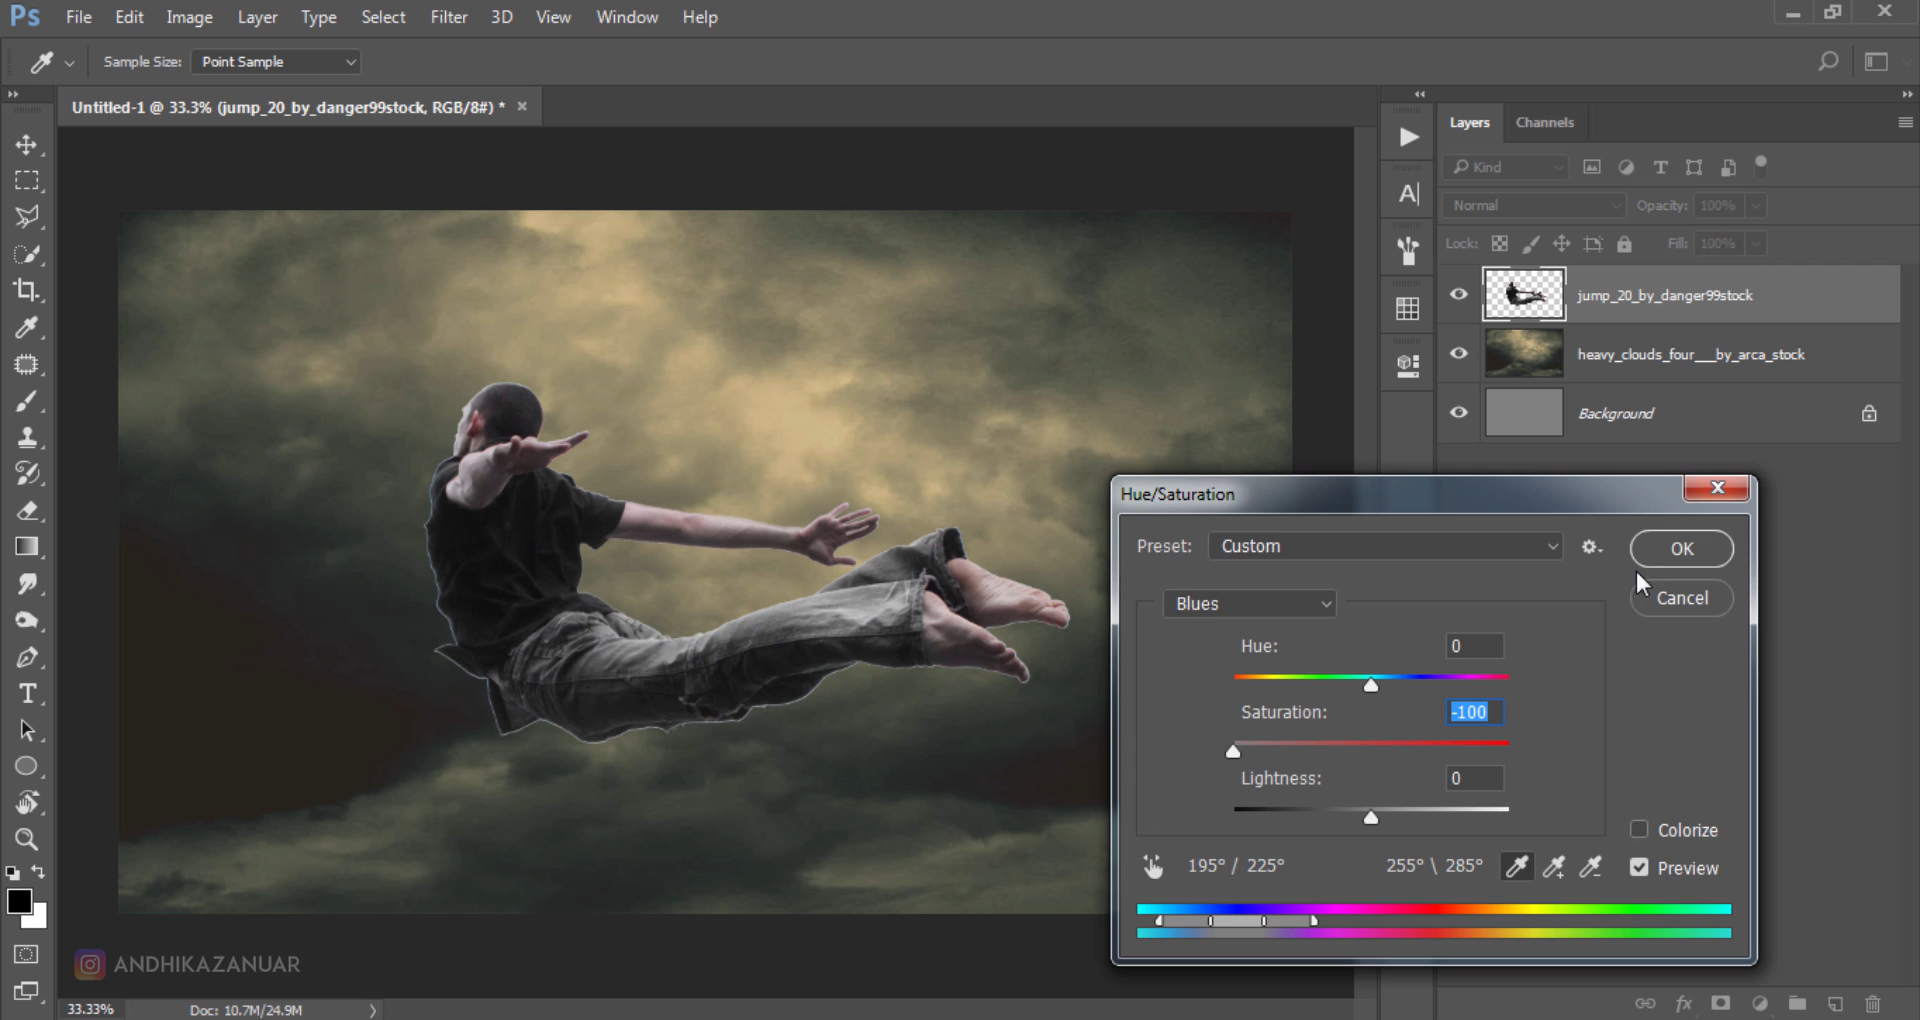 Ps File Edit Image Layer Type Select Filter 3D View Window Help
Sample Size: Point Sample
Untitled-1 @ 33.3% (jump_20_by_danger99stock, RGB/8#) * ×
Layers Channels
Kind
Normal Opacity: 100%
Lock: Fill: 100%
jump_20_by_danger99stock
heavy_clouds_four___by_arca_stock
Background
Hue/Saturation
Preset: Custom OK
Cancel
Blues
Hue: 0
Saturation: -100
Lightness: 0
Colorize
195° / 225° 255° \ 285° Preview
ANDHIKAZANUAR
33.33% Doc: 10.7M/24.9M
fx